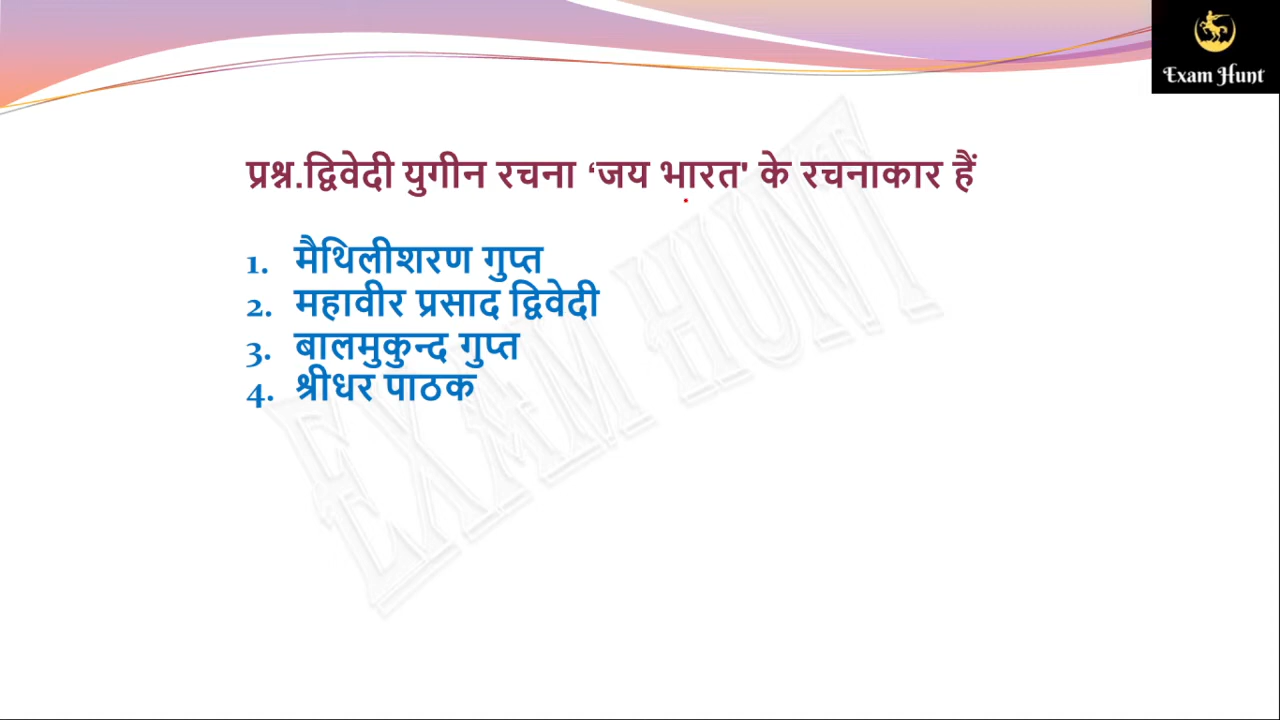 Exam Hunt
प्रश्न.द्विवेदी युगीन रचना ‘जय भारत' के रचनाकार हैं
1. मैथिलीशरण गुप्त
2. महावीर प्रसाद द्विवेदी
3. बालमुकुन्द गुप्त
4. श्रीधर पाठक
EXAM HUNT